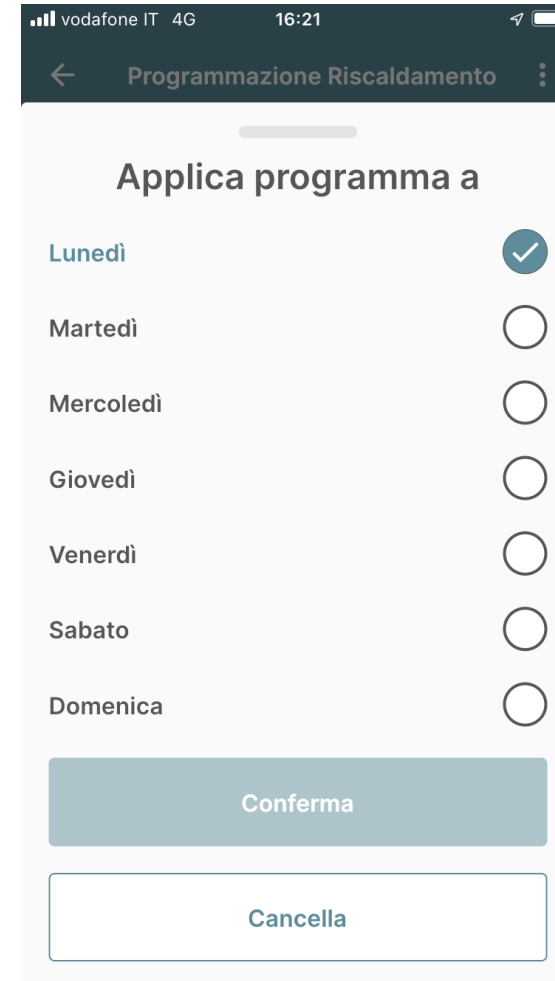 vodafone IT 4G 16:21
Programmazione Riscaldamento
Applica programma a
Lunedì
Martedì
Mercoledì
Giovedì
Venerdì
Sabato
Domenica
Conferma
Cancella